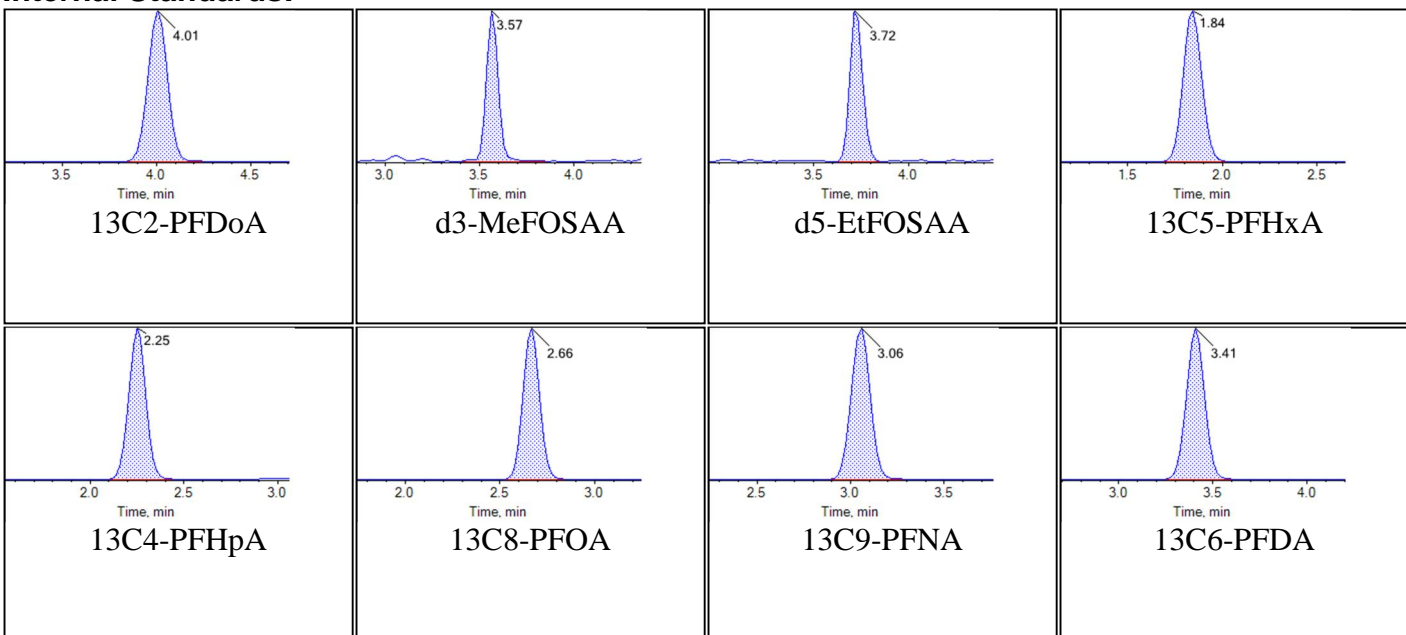 Internal Standards:
4.01
3.5 4.0 4.5
Time, min
13C2-PFDoA
3.57
3.0 3.5 4.0
Time, min
d3-MeFOSAA
3.72
3.5 4.0
Time, min
d5-EtFOSAA
1.84
1.5 2.0 2.5
Time, min
13C5-PFHxA
2.25
2.0 2.5 3.0
Time, min
13C4-PFHpA
2.66
2.0 2.5 3.0
Time, min
13C8-PFOA
3.06
2.5 3.0 3.5
Time, min
13C9-PFNA
3.41
3.0 3.5 4.0
Time, min
13C6-PFDA